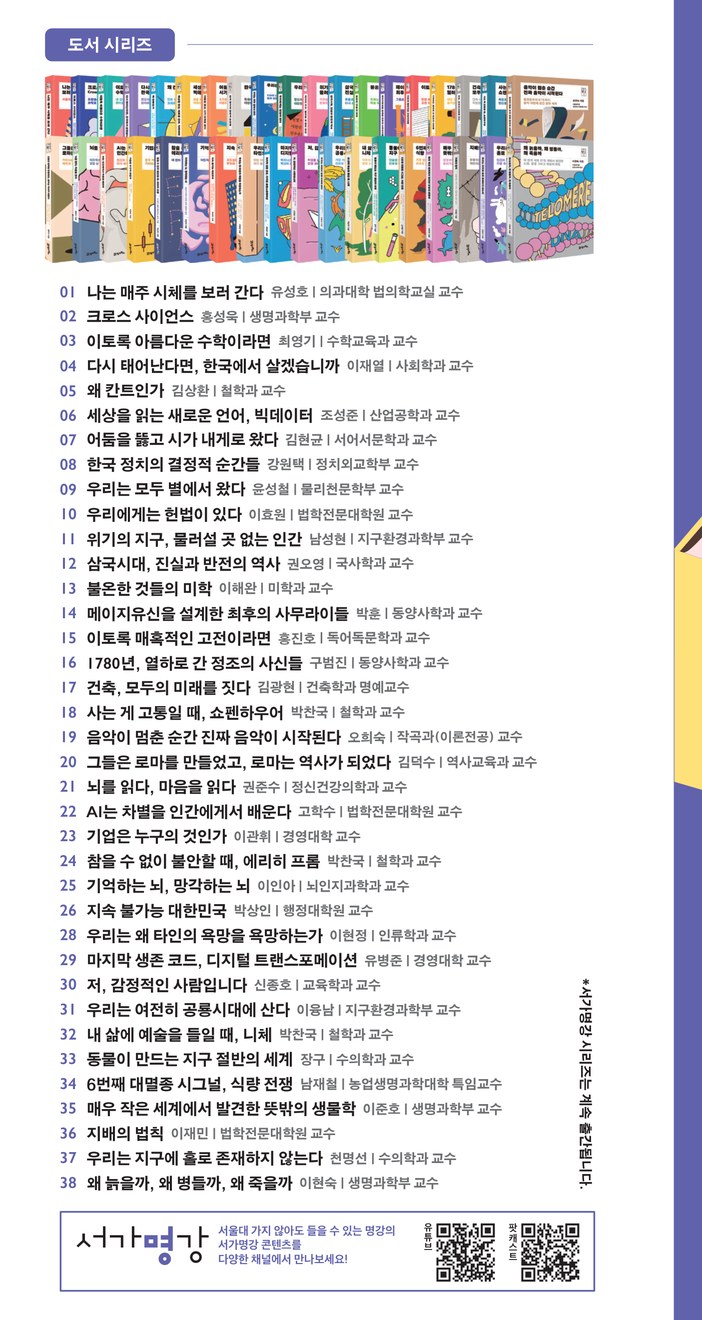 도서 시리즈
TELOMERE
01 나는 매주 시체를 보러 간다 유성호 | 의과대학 법의학교실 교수
02 크로스 사이언스 홍성욱 | 생명과학부 교수
03 이토록 아름다운 수학이라면 최영기 | 수학교육과 교수
04 다시 태어난다면, 한국에서 살겠습니까 이재열 | 사회학과 교수
05 왜 칸트인가 김상환 | 철학과 교수
06 세상을 읽는 새로운 언어, 빅데이터 조성준 | 산업공학과 교수
07 어둠을 뚫고 시가 내게로 왔다 김현균 | 서어서문학과 교수
08 한국 정치의 결정적 순간들 강원택 | 정치외교학부 교수
09 우리는 모두 별에서 왔다 윤성철 | 물리천문학부 교수
10 우리에게는 헌법이 있다 이효원 | 법학전문대학원 교수
11 위기의 지구, 물러설 곳 없는 인간 남성현 | 지구환경과학부 교수
12 삼국시대, 진실과 반전의 역사 권오영 | 국사학과 교수
13 불온한 것들의 미학 이해완 | 미학과 교수
14 메이지유신을 설계한 최후의 사무라이들 박훈 | 동양사학과 교수
15 이토록 매혹적인 고전이라면 홍진호 | 독어독문학과 교수
16 1780년, 열하로 간 정조의 사신들 구범진 | 동양사학과 교수
17 건축, 모두의 미래를 짓다 김광현 | 건축학과 명예교수
18 사는 게 고통일 때, 쇼펜하우어 박찬국 | 철학과 교수
19 음악이 멈춘 순간 진짜 음악이 시작된다 오희숙 | 작곡과(이론전공) 교수
20 그들은 로마를 만들었고, 로마는 역사가 되었다 김덕수 | 역사교육과 교수
21 뇌를 읽다, 마음을 읽다 권준수 | 정신건강의학과 교수
22 AI는 차별을 인간에게서 배운다 고학수 | 법학전문대학원 교수
23 기업은 누구의 것인가 이관휘 | 경영대학 교수
24 참을 수 없이 불안할 때, 에리히 프롬 박찬국 | 철학과 교수
25 기억하는 뇌, 망각하는 뇌 이인아 | 뇌인지과학과 교수
26 지속 불가능 대한민국 박상인 | 행정대학원 교수
28 우리는 왜 타인의 욕망을 욕망하는가 이현정 | 인류학과 교수
29 마지막 생존 코드, 디지털 트랜스포메이션 유병준 | 경영대학 교수
30 저, 감정적인 사람입니다 신종호 | 교육학과 교수
31 우리는 여전히 공룡시대에 산다 이융남 | 지구환경과학부 교수
32 내 삶에 예술을 들일 때, 니체 박찬국 | 철학과 교수
33 동물이 만드는 지구 절반의 세계 장구 | 수의학과 교수
34 6번째 대멸종 시그널, 식량 전쟁 남재철 | 농업생명과학대학 특임교수
35 매우 작은 세계에서 발견한 뜻밖의 생물학 이준호 | 생명과학부 교수
36 지배의 법칙 이재민 | 법학전문대학원 교수
37 우리는 지구에 홀로 존재하지 않는다 천명선 | 수의학과 교수
38 왜 늙을까, 왜 병들까, 왜 죽을까 이현숙 | 생명과학부 교수
*서가명강 시리즈는 계속 출간됩니다.
서가명강
서울대 가지 않아도 들을 수 있는 명강의
서가명강 콘텐츠를
다양한 채널에서 만나보세요!
유튜브
팟캐스트